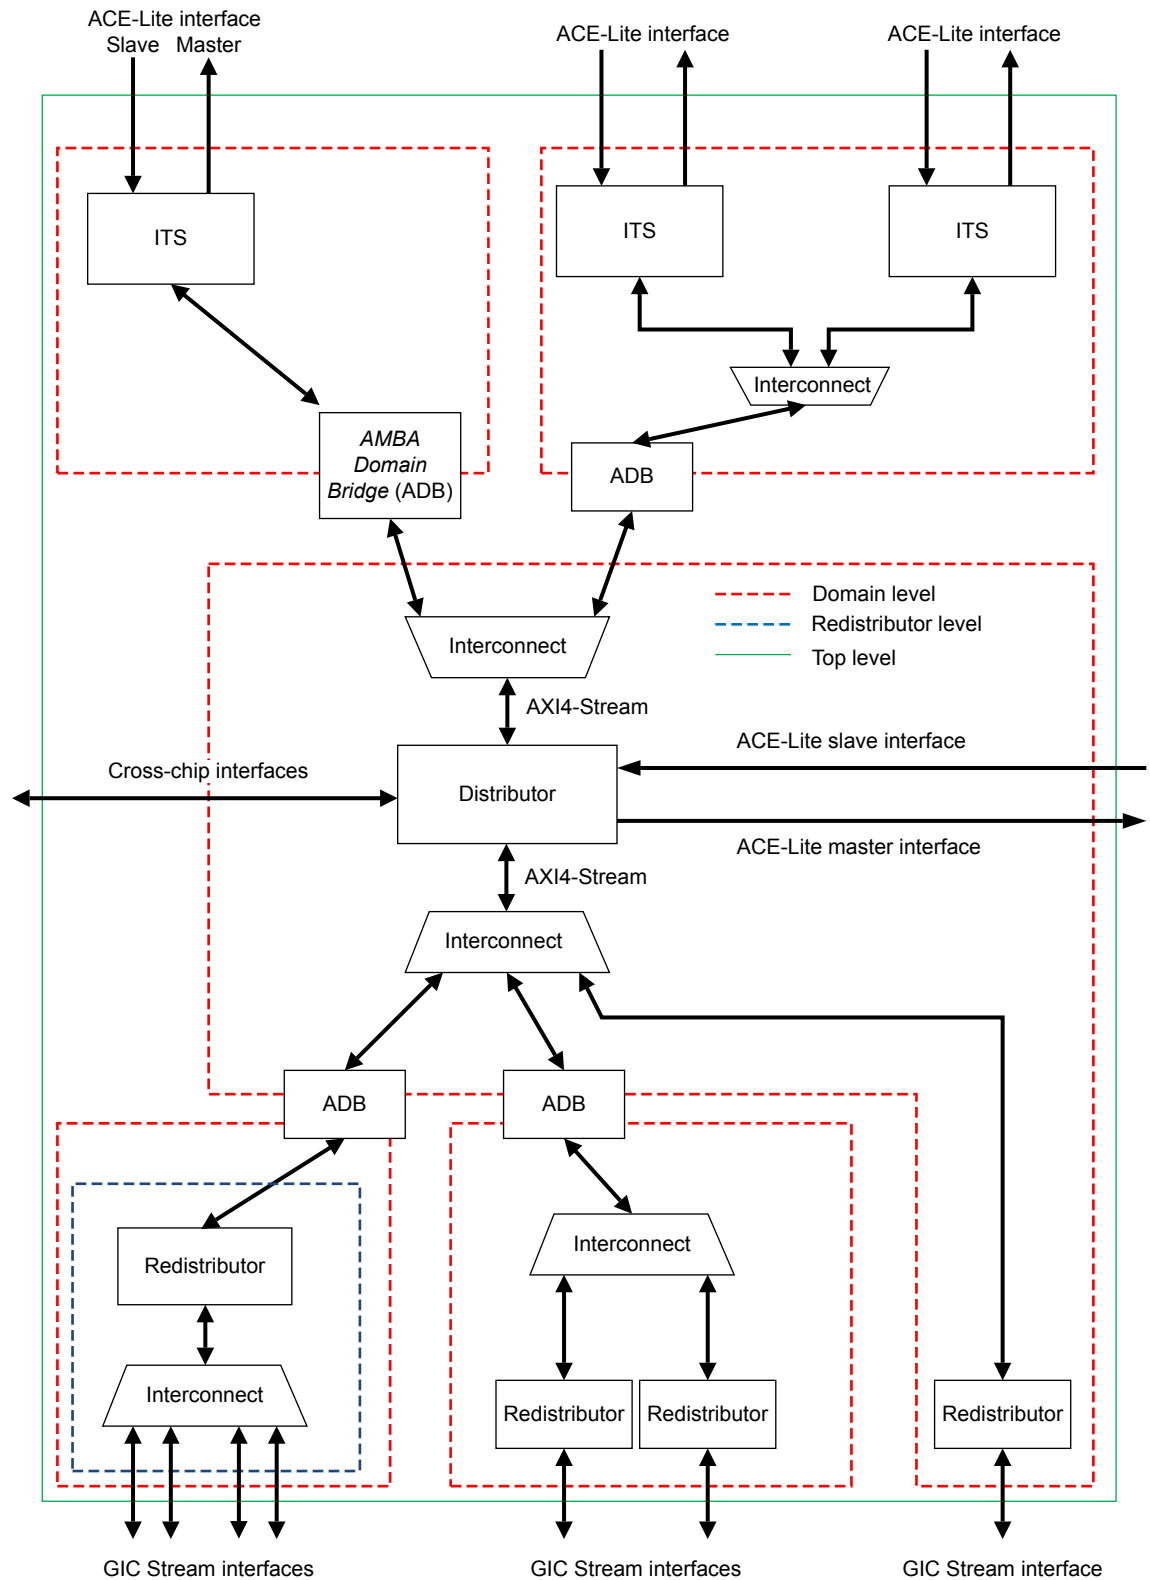 ACE-Lite interface
Slave Master
ACE-Lite interface
ACE-Lite interface
ITS
ITS
ITS
Interconnect
AMBA
Domain
Bridge (ADB)
ADB
Domain level
Redistributor level
Top level
Interconnect
AXI4-Stream
ACE-Lite slave interface
Cross-chip interfaces
Distributor
ACE-Lite master interface
AXI4-Stream
Interconnect
ADB
ADB
Interconnect
Redistributor
Interconnect
Redistributor
Redistributor
Redistributor
GIC Stream interfaces
GIC Stream interfaces
GIC Stream interface